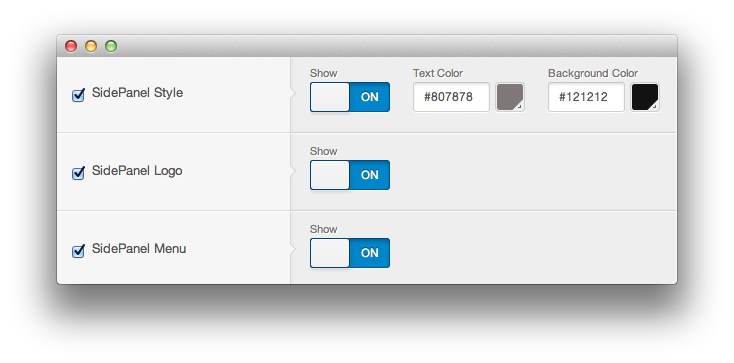 Show Text Color Background Color
SidePanel Style ON #807878 #121212
Show
SidePanel Logo ON
Show
SidePanel Menu ON